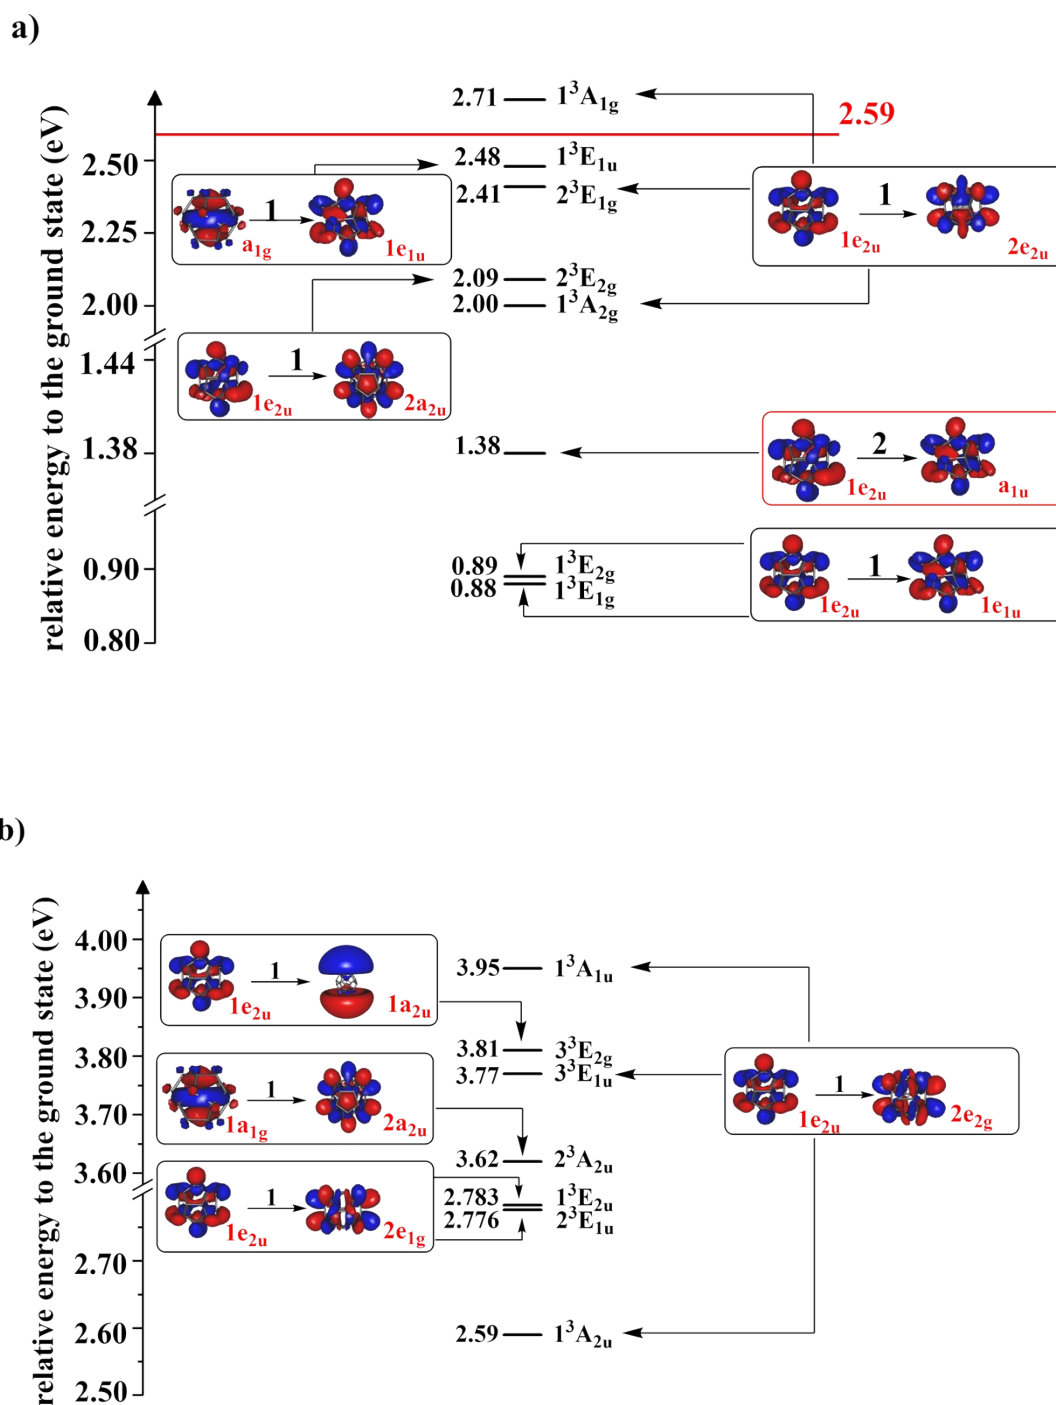 a)
relative energy to the ground state (eV)
2.71 1³A₁g
2.59
2.50
2.48 1³E₁u
2.41 2³E₁g
1
a₁g 1e₁u
1
1e₂u 2e₂u
2.25
2.09 2³E₂g
2.00
2.00 1³A₂g
1
1e₂u 2a₂u
1.44
1.38
1.38
2
1e₂u a₁u
0.90
0.89 1³E₂g
0.88 1³E₁g
1
1e₂u 1e₁u
0.80
b)
relative energy to the ground state (eV)
4.00
1
1e₂u 1a₂u
3.95 1³A₁u
3.90
3.81 3³E₂g
3.80
3.77 3³E₁u
1
1a₁g 2a₂u
1
1e₂u 2e₂g
3.70
3.62 2³A₂u
3.60
1
1e₂u 2e₁g
2.783 1³E₂u
2.776 2³E₁u
2.70
2.60
2.59 1³A₂u
2.50